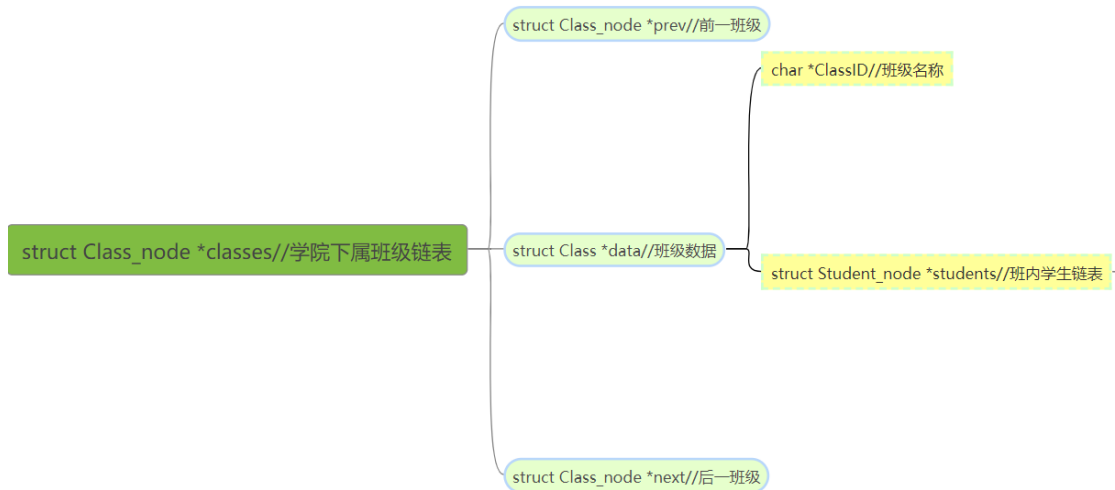 struct Class_node *prev//前一班级
char *ClassID//班级名称
struct Class_node *classes//学院下属班级链表
struct Class *data//班级数据
struct Student_node *students//班内学生链表
struct Class_node *next//后一班级